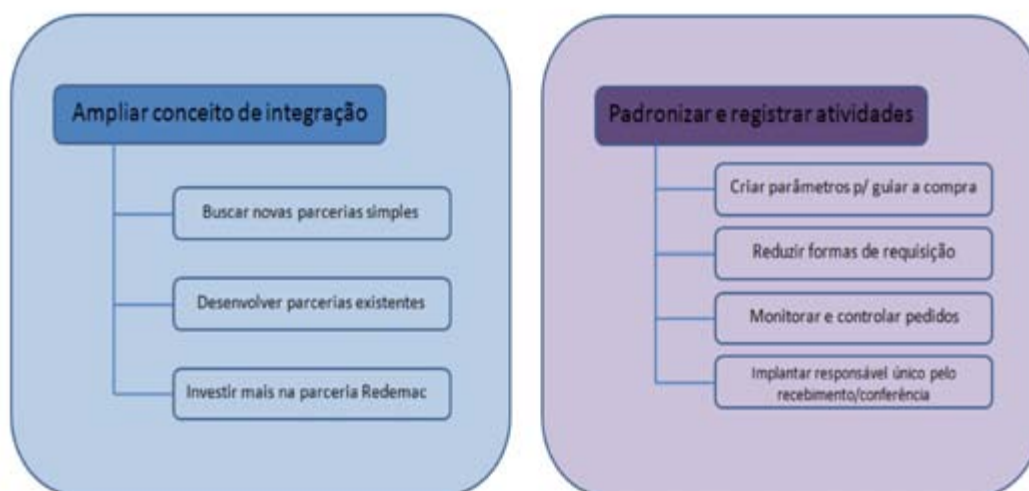 Ampliar conceito de integração
Buscar novas parcerias simples
Desenvolver parcerias existentes
Investir mais na parceria Redemac
Padronizar e registrar atividades
Criar parâmetros p/ guiar a compra
Reduzir formas de requisição
Monitorar e controlar pedidos
Implantar responsável único pelo
recebimento/conferência